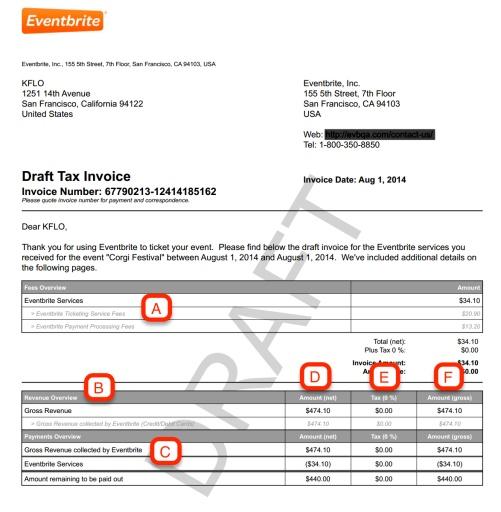 Eventbrite
Eventbrite, Inc., 155 5th Street, 7th Floor, San Francisco, CA 94103, USA
KFLO
1251 14th Avenue
San Francisco, California 94122
United States
Eventbrite, Inc.
155 5th Street, 7th Floor
San Francisco, CA 94103
USA
Web: http://evbqa.com/contact-us/
Tel: 1-800-350-8850
Draft Tax Invoice
Invoice Number: 67790213-12414185162
Please quote invoice number for payment and correspondence.
Invoice Date: Aug 1, 2014
Dear KFLO,
Thank you for using Eventbrite to ticket your event. Please find below the draft invoice for the Eventbrite services you
received for the event "Corgi Festival" between August 1, 2014 and August 1, 2014. We've included additional details on
the following pages.
Fees Overview Amount
Eventbrite Services $34.10
> Eventbrite Ticketing Service Fees $20.90
> Eventbrite Payment Processing Fees $13.20
A
Total (net): $34.10
Plus Tax 0 %: $0.00
Invoice Amount: $34.10
$0.00
B
D
E
F
Revenue Overview Amount (net) Tax (0 %) Amount (gross)
Gross Revenue $474.10 $0.00 $474.10
> Gross Revenue collected by Eventbrite (Credit/Debit Cards) $474.10 $0.00 $474.10
Payments Overview Amount (net) Tax (0 %) Amount (gross)
Gross Revenue collected by Eventbrite $474.10 $0.00 $474.10
C
Eventbrite Services ($34.10) $0.00 ($34.10)
Amount remaining to be paid out $440.00 $0.00 $440.00
DRAFT